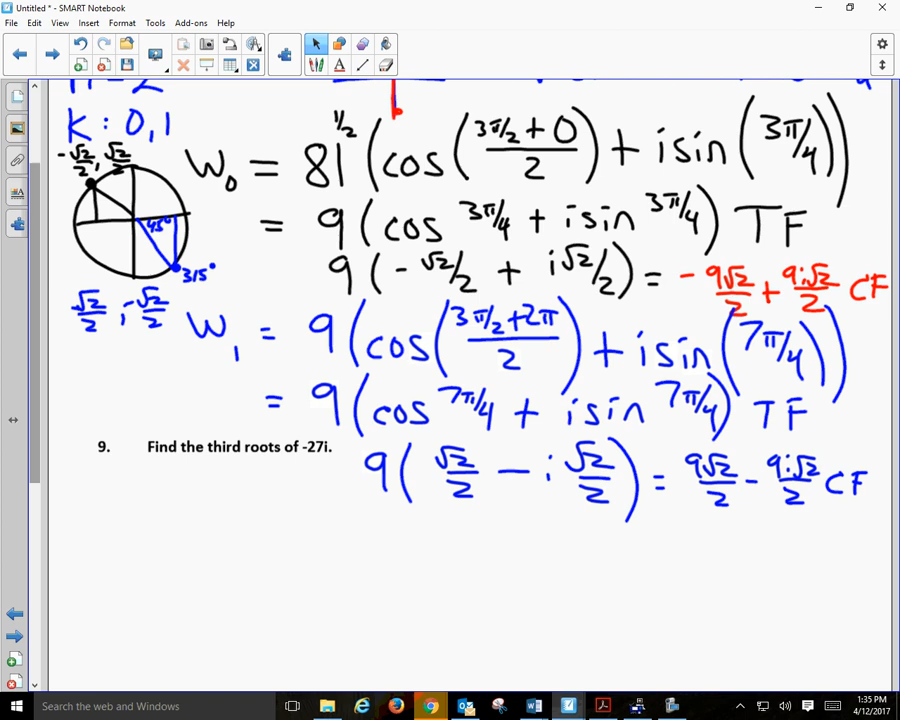 Untitled * - SMART Notebook
File Edit View Insert Format Tools Add-ons Help
k : 0, 1
-√2/2, √2/2
W₀ = 81^1/2 (cos((3π/2 + 0)/2) + i sin(3π/4))
= 9 (cos 3π/4 + i sin 3π/4) TF
45°
9 (-√2/2 + i√2/2) = -9√2/2 + 9i√2/2 CF
315°
√2/2, -√2/2
W₁ = 9 (cos((3π/2 + 2π)/2) + i sin(7π/4))
= 9 (cos 7π/4 + i sin 7π/4) TF
9. Find the third roots of -27i.
9 (√2/2 - i √2/2) = 9√2/2 - 9i√2/2 CF
Search the web and Windows
1:35 PM
4/12/2017